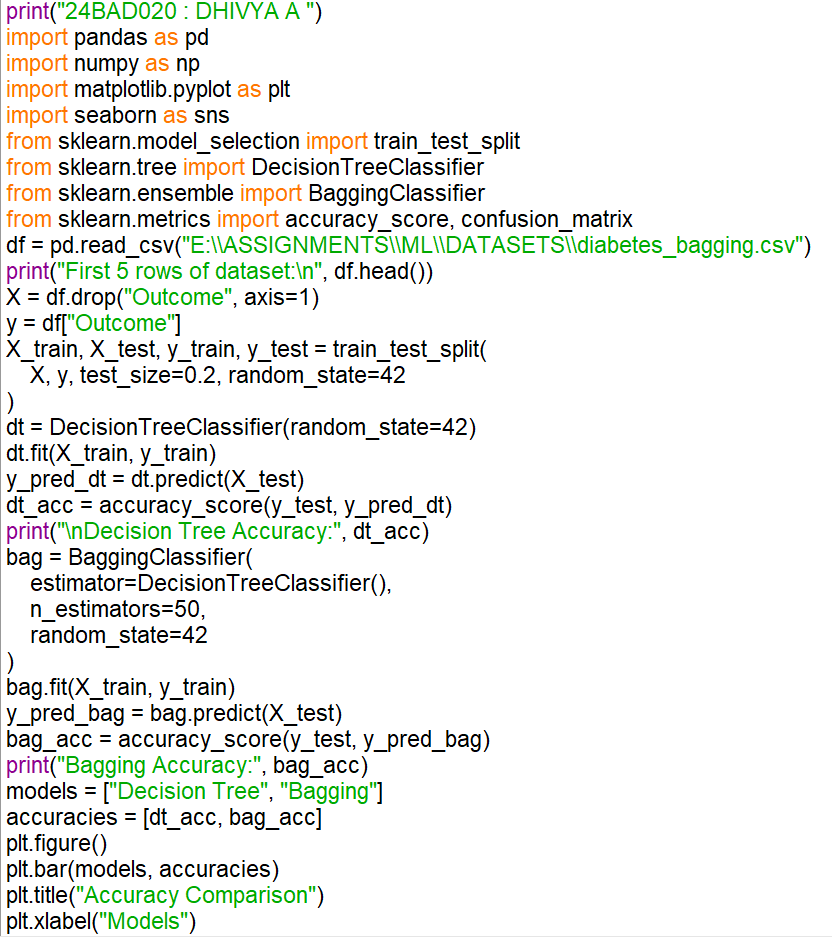 print("24BAD020 : DHIVYA A ")
import pandas as pd
import numpy as np
import matplotlib.pyplot as plt
import seaborn as sns
from sklearn.model_selection import train_test_split
from sklearn.tree import DecisionTreeClassifier
from sklearn.ensemble import BaggingClassifier
from sklearn.metrics import accuracy_score, confusion_matrix
df = pd.read_csv("E:\\ASSIGNMENTS\\ML\\DATASETS\\diabetes_bagging.csv")
print("First 5 rows of dataset:\n", df.head())
X = df.drop("Outcome", axis=1)
y = df["Outcome"]
X_train, X_test, y_train, y_test = train_test_split(
    X, y, test_size=0.2, random_state=42
)
dt = DecisionTreeClassifier(random_state=42)
dt.fit(X_train, y_train)
y_pred_dt = dt.predict(X_test)
dt_acc = accuracy_score(y_test, y_pred_dt)
print("\nDecision Tree Accuracy:", dt_acc)
bag = BaggingClassifier(
    estimator=DecisionTreeClassifier(),
    n_estimators=50,
    random_state=42
)
bag.fit(X_train, y_train)
y_pred_bag = bag.predict(X_test)
bag_acc = accuracy_score(y_test, y_pred_bag)
print("Bagging Accuracy:", bag_acc)
models = ["Decision Tree", "Bagging"]
accuracies = [dt_acc, bag_acc]
plt.figure()
plt.bar(models, accuracies)
plt.title("Accuracy Comparison")
plt.xlabel("Models")